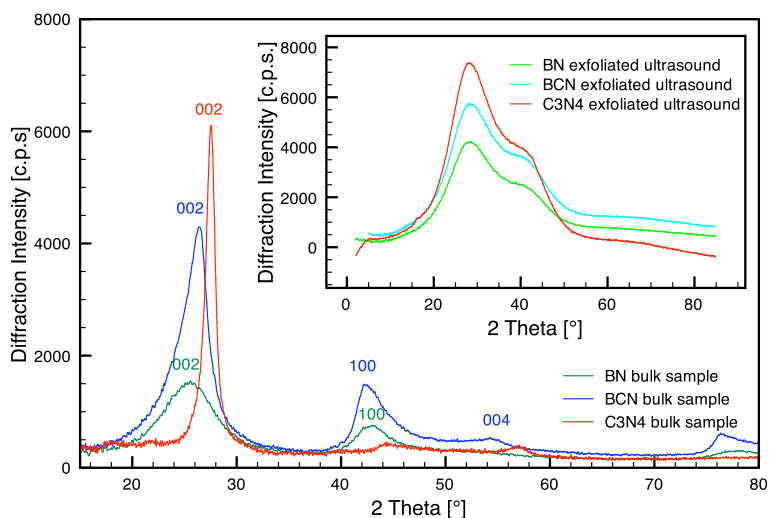 8000
6000
4000
2000
0
Diffraction Intensity [c.p.s]
20
30
40
50
60
70
80
2 Theta [°]
002
002
002
100
100
004
BN bulk sample
BCN bulk sample
C3N4 bulk sample
8000
6000
4000
2000
0
Diffraction Intensity [c.p.s.]
0
20
40
60
80
2 Theta [°]
BN exfoliated ultrasound
BCN exfoliated ultrasound
C3N4 exfoliated ultrasound